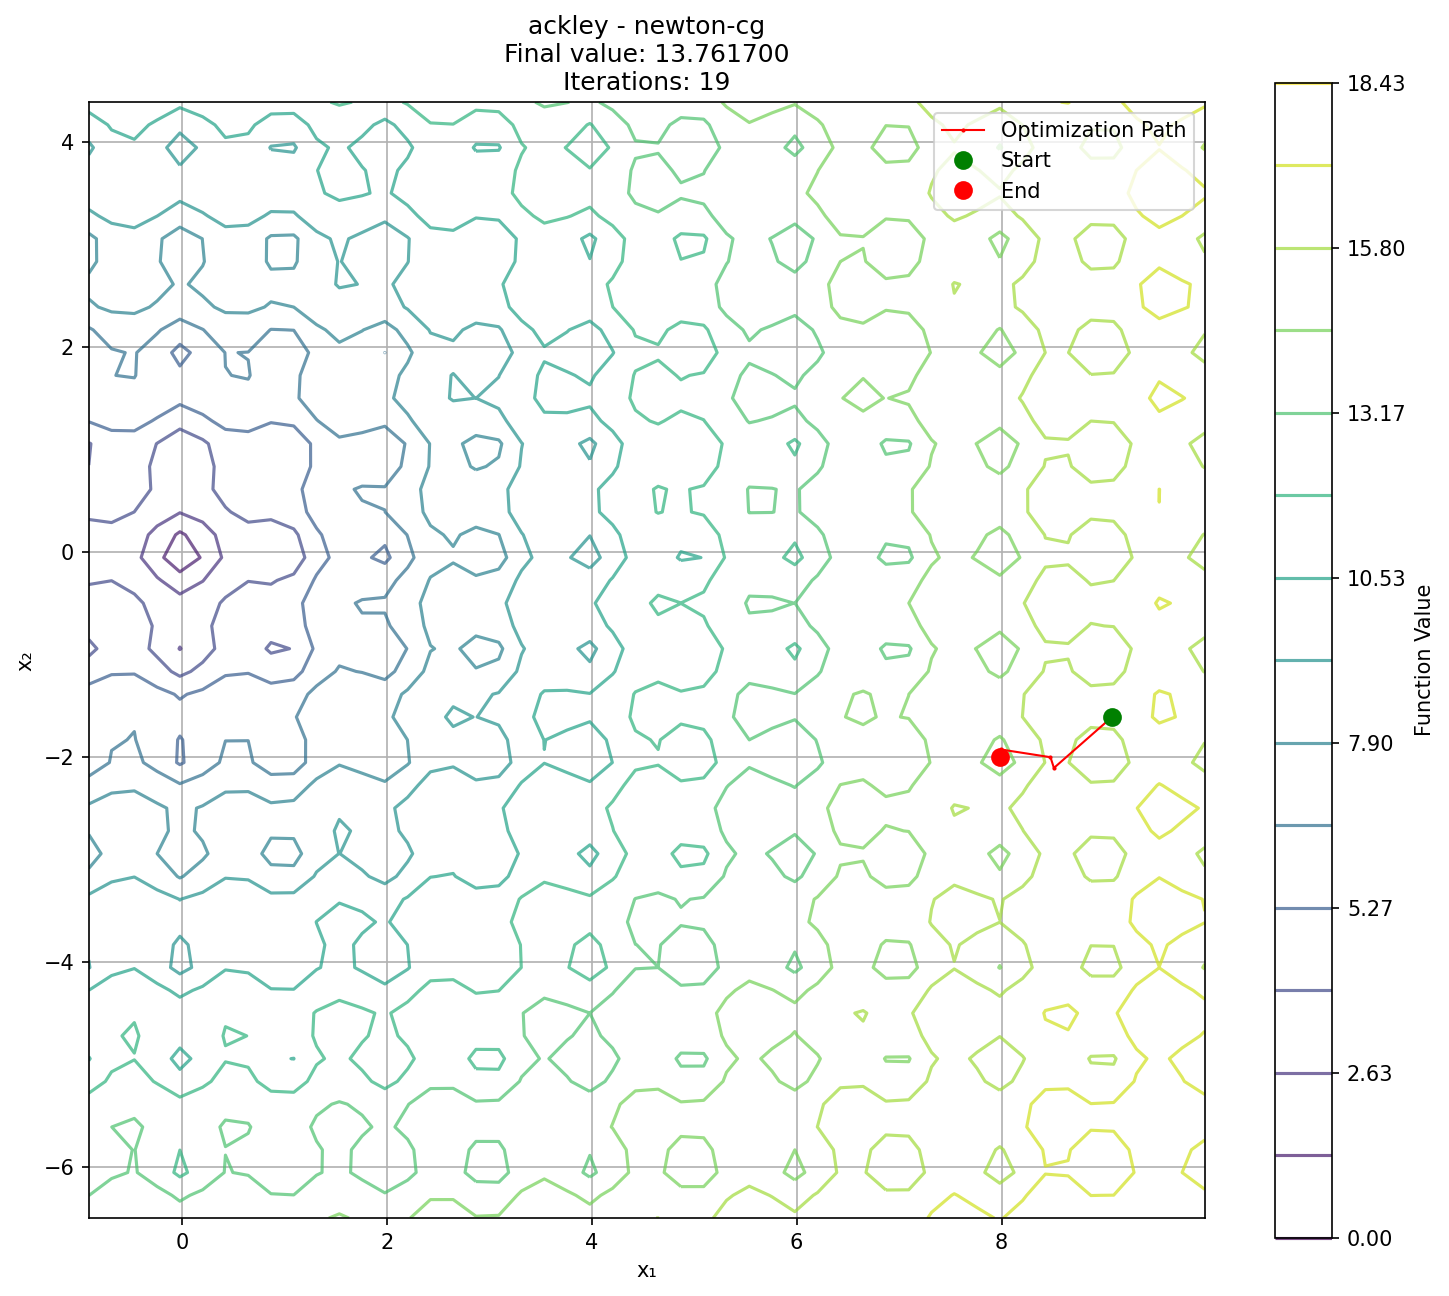 ackley - newton-cg
Final value: 13.761700
Iterations: 19
Optimization Path
Start
End
4
2
0
−2
−4
−6
x₂
0
2
4
6
8
x₁
18.43
15.80
13.17
10.53
7.90
5.27
2.63
0.00
Function Value